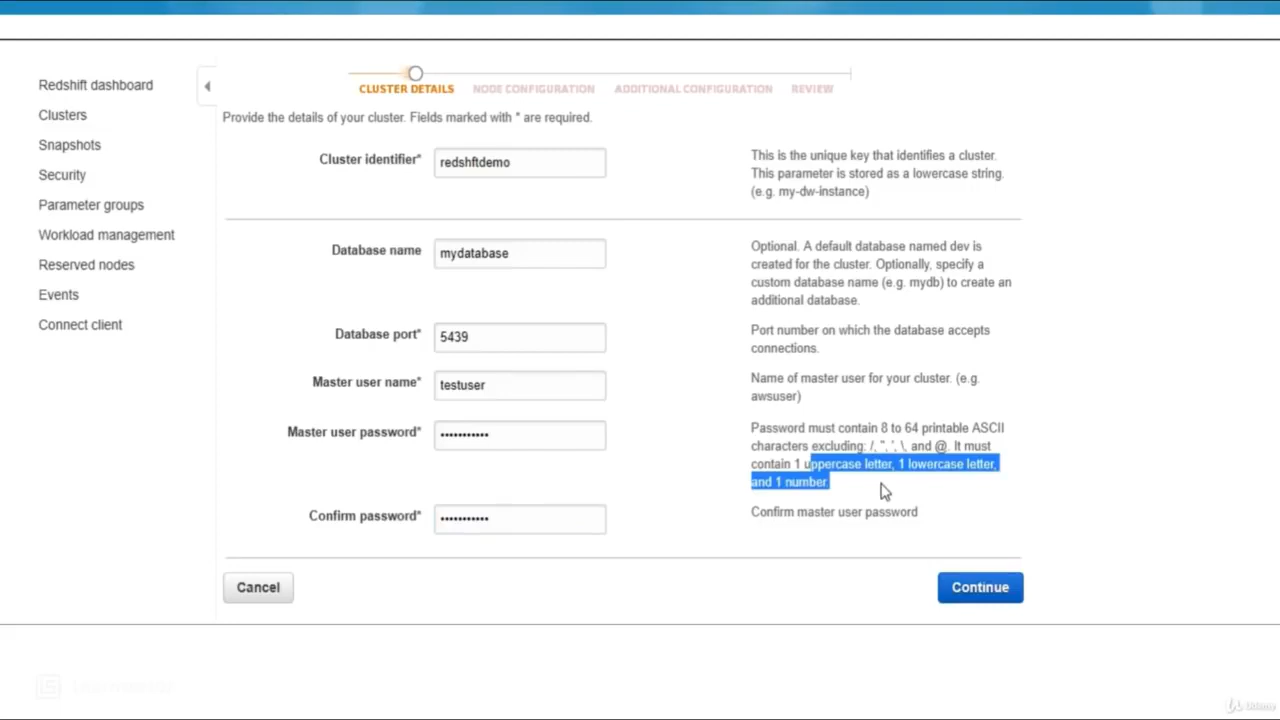 Redshift dashboard
Clusters
Snapshots
Security
Parameter groups
Workload management
Reserved nodes
Events
Connect client
CLUSTER DETAILS NODE CONFIGURATION ADDITIONAL CONFIGURATION REVIEW
Provide the details of your cluster. Fields marked with * are required.
Cluster identifier* redshftdemo
This is the unique key that identifies a cluster.
This parameter is stored as a lowercase string.
(e.g. my-dw-instance)
Database name mydatabase
Optional. A default database named dev is
created for the cluster. Optionally, specify a
custom database name (e.g. mydb) to create an
additional database.
Database port* 5439
Port number on which the database accepts
connections.
Master user name* testuser
Name of master user for your cluster. (e.g.
awsuser)
Master user password* •••••••••••
Password must contain 8 to 64 printable ASCII
characters excluding: /, ", ', \, and @. It must
contain 1 uppercase letter, 1 lowercase letter,
and 1 number.
Confirm password* •••••••••••
Confirm master user password
Cancel
Continue
Udemy